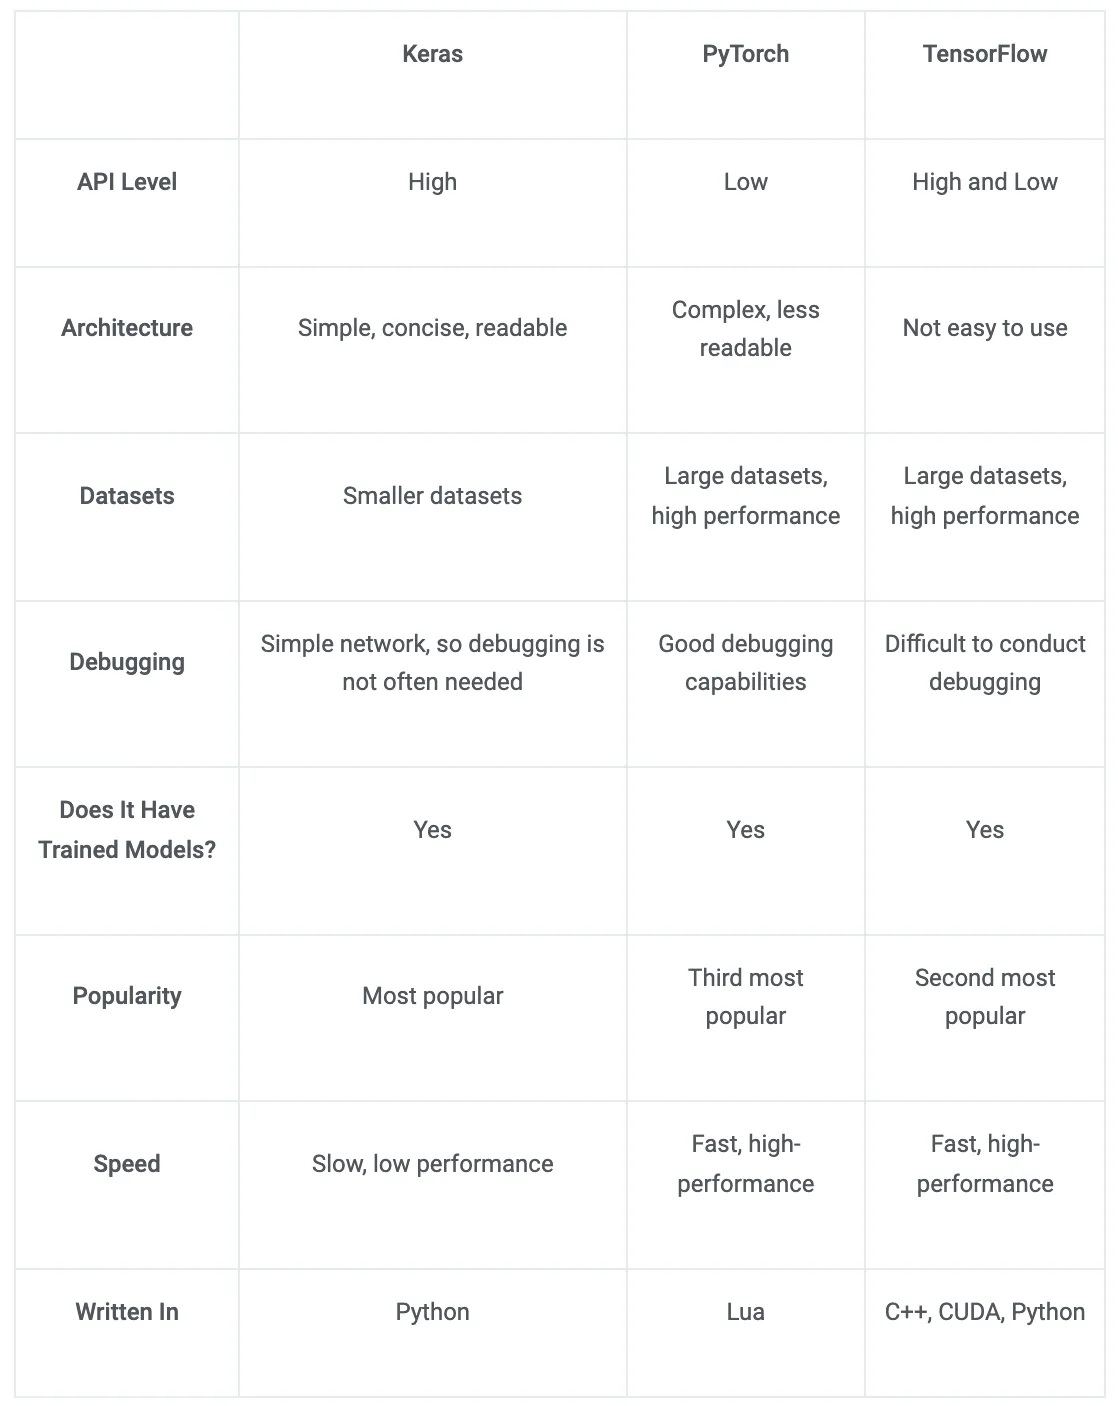 Keras PyTorch TensorFlow
API Level High Low High and Low
Architecture Simple, concise, readable Complex, less
readable Not easy to use
Datasets Smaller datasets Large datasets,
high performance Large datasets,
high performance
Debugging Simple network, so debugging is
not often needed Good debugging
capabilities Difficult to conduct
debugging
Does It Have
Trained Models? Yes Yes Yes
Popularity Most popular Third most
popular Second most
popular
Speed Slow, low performance Fast, high-
performance Fast, high-
performance
Written In Python Lua C++, CUDA, Python